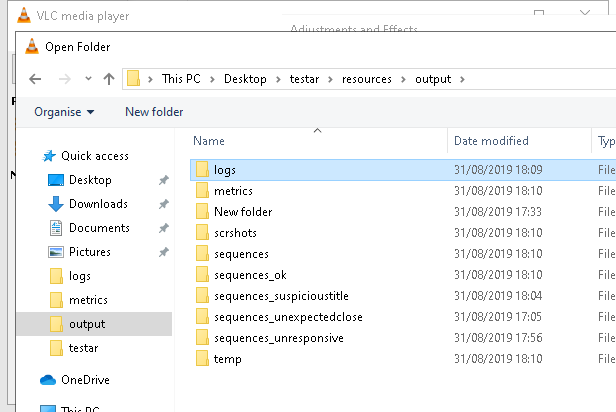 VLC media player
Adjustments and Effects
Open Folder
This PC > Desktop > testar > resources > output >
Organise New folder
Name Date modified Typ
Quick access
Desktop
Downloads
Documents
Pictures
logs
metrics
output
testar
OneDrive
This PC
logs 31/08/2019 18:09 File
metrics 31/08/2019 18:10 File
New folder 31/08/2019 17:33 File
scrshots 31/08/2019 18:10 File
sequences 31/08/2019 18:10 File
sequences_ok 31/08/2019 18:10 File
sequences_suspicioustitle 31/08/2019 18:04 File
sequences_unexpectedclose 31/08/2019 17:05 File
sequences_unresponsive 31/08/2019 17:56 File
temp 31/08/2019 18:10 File